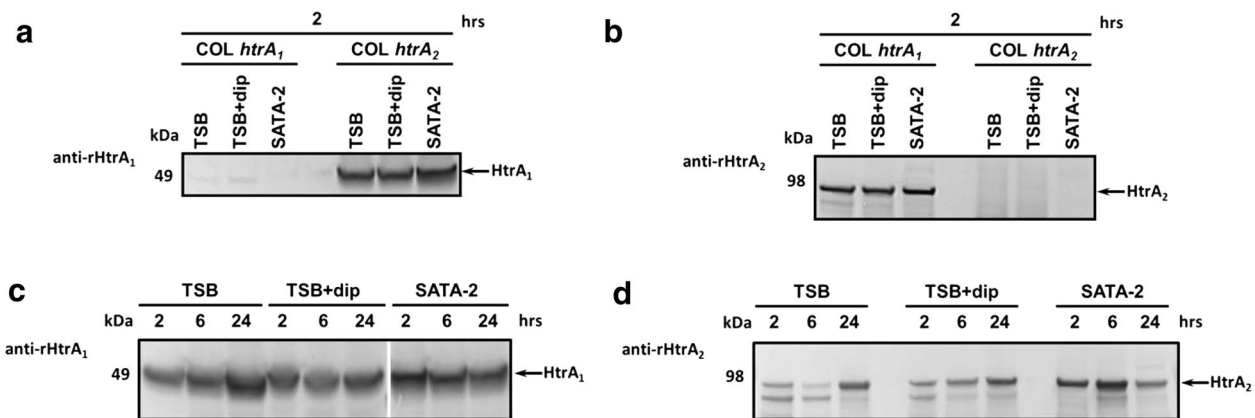 a
2 hrs
COL htrA₁ COL htrA₂
TSB TSB+dip SATA-2 TSB TSB+dip SATA-2
kDa
anti-rHtrA₁
49
HtrA₁
b
2 hrs
COL htrA₁ COL htrA₂
TSB TSB+dip SATA-2 TSB TSB+dip SATA-2
kDa
anti-rHtrA₂
98
HtrA₂
c
TSB TSB+dip SATA-2
kDa 2 6 24 2 6 24 2 6 24 hrs
anti-rHtrA₁
49
HtrA₁
d
TSB TSB+dip SATA-2
kDa 2 6 24 2 6 24 2 6 24 hrs
anti-rHtrA₂
98
HtrA₂